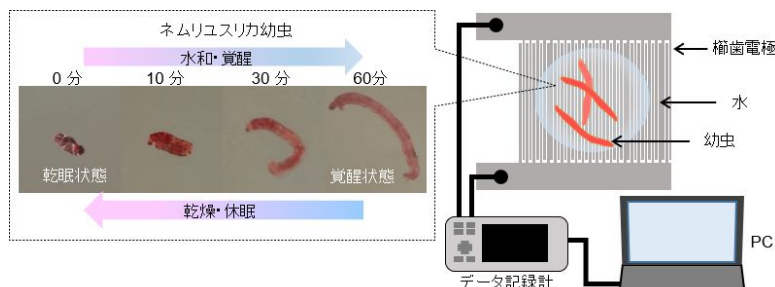 ネムリユスリカ幼虫
水和・覚醒
0 分
10 分
30 分
60分
乾眠状態
覚醒状態
乾燥・休眠
櫛歯電極
水
幼虫
PC
データ記録計